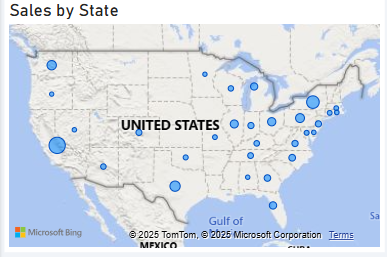 Sales by State
UNITED STATES
Gulf of
Microsoft Bing
© 2025 TomTom, © 2025 Microsoft Corporation Terms
MEXICO